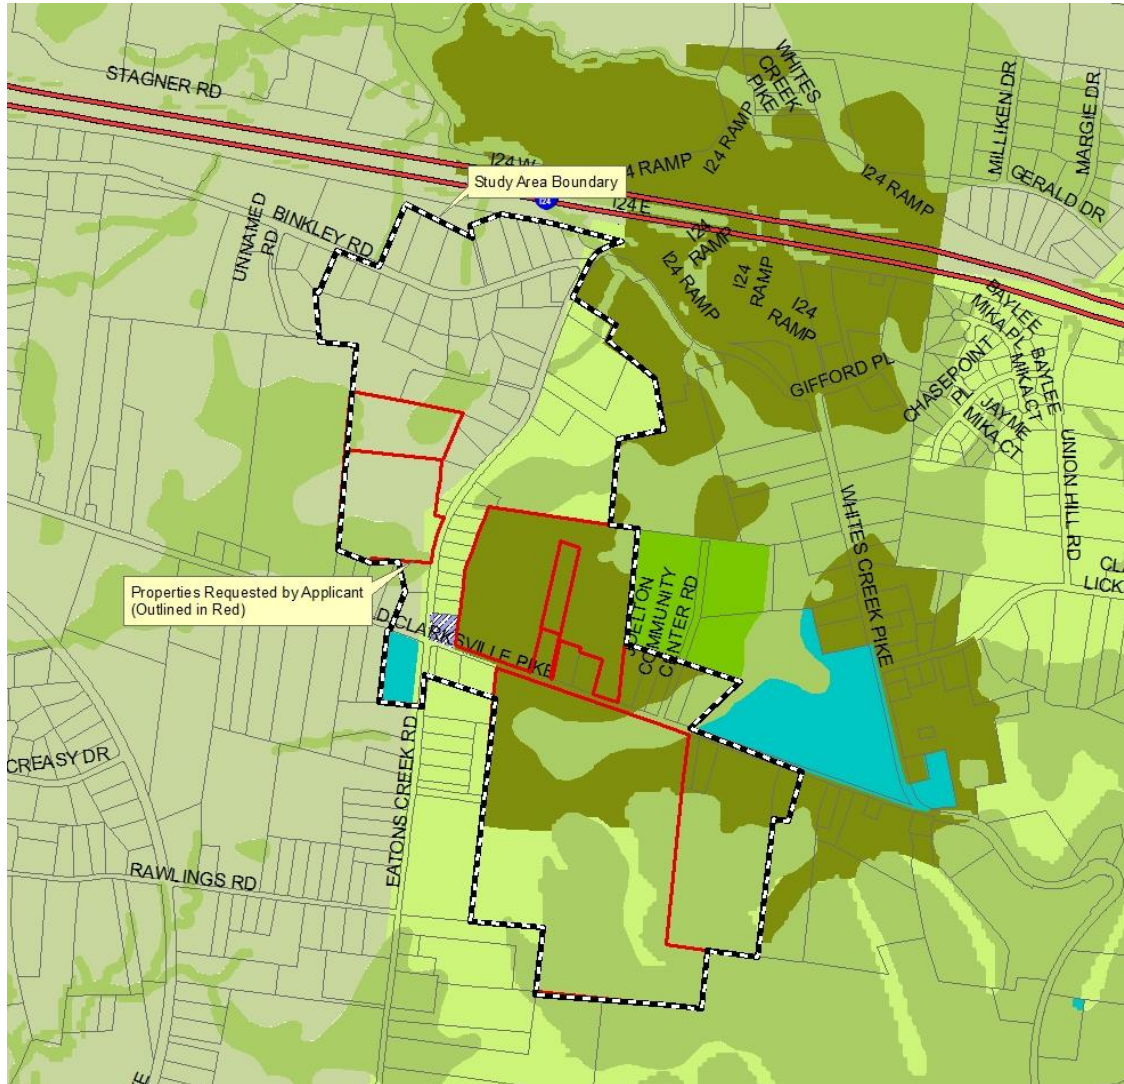 STAGNER RD
WHITES
CREEK
PIKE
MILLIKEN DR
MARGIE DR
GERALD DR
I24 W
I24 RAMP
I24 RAMP
Study Area Boundary
I24
I24 E
UNNAMED
RD
BINKLEY RD
I24
RAMP
I24 RAMP
I24
RAMP
I24
RAMP
GIFFORD PL
BAYLEE
MIKA PL
BAYLEE
MIKA CT
CHASEPOINT
PL
JAYME
MIKA CT
UNION HILL RD
WHITES CREEK PIKE
LICK
Properties Requested by Applicant
(Outlined in Red)
D CLARKSVILLE PIKE
COMMUNITY
CENTER RD
CREASY DR
EATONS CREEK RD
RAWLINGS RD